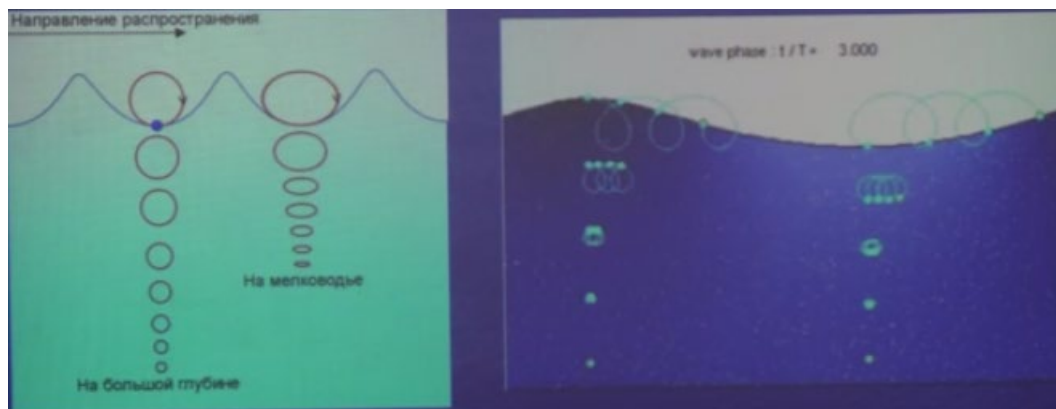 Направление распространения
wave phase : t / T = 3.000
На мелководье
На большой глубине